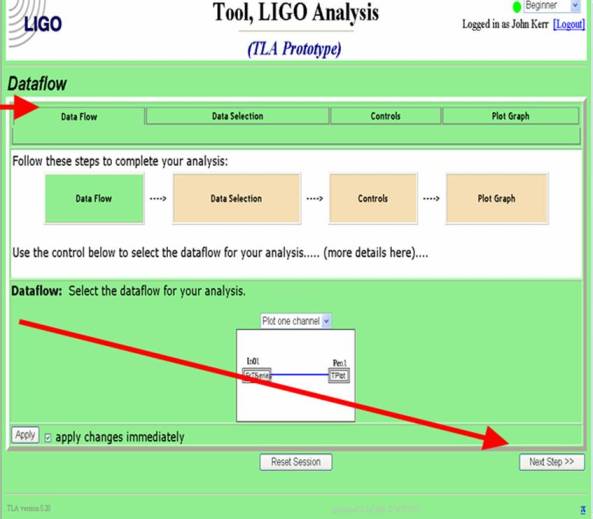 LIGO
Tool, LIGO Analysis
(TLA Prototype)
Beginner
Logged in as John Kerr [Logout]
Dataflow
Data Flow
Data Selection
Controls
Plot Graph
Follow these steps to complete your analysis:
Data Flow ----> Data Selection ----> Controls ----> Plot Graph
Use the control below to select the dataflow for your analysis..... (more details here)....
Dataflow: Select the dataflow for your analysis.
Plot one channel
In01
Pen1
TPlot
Apply apply changes immediately
Reset Session
Next Step >>
TLA version 0.20